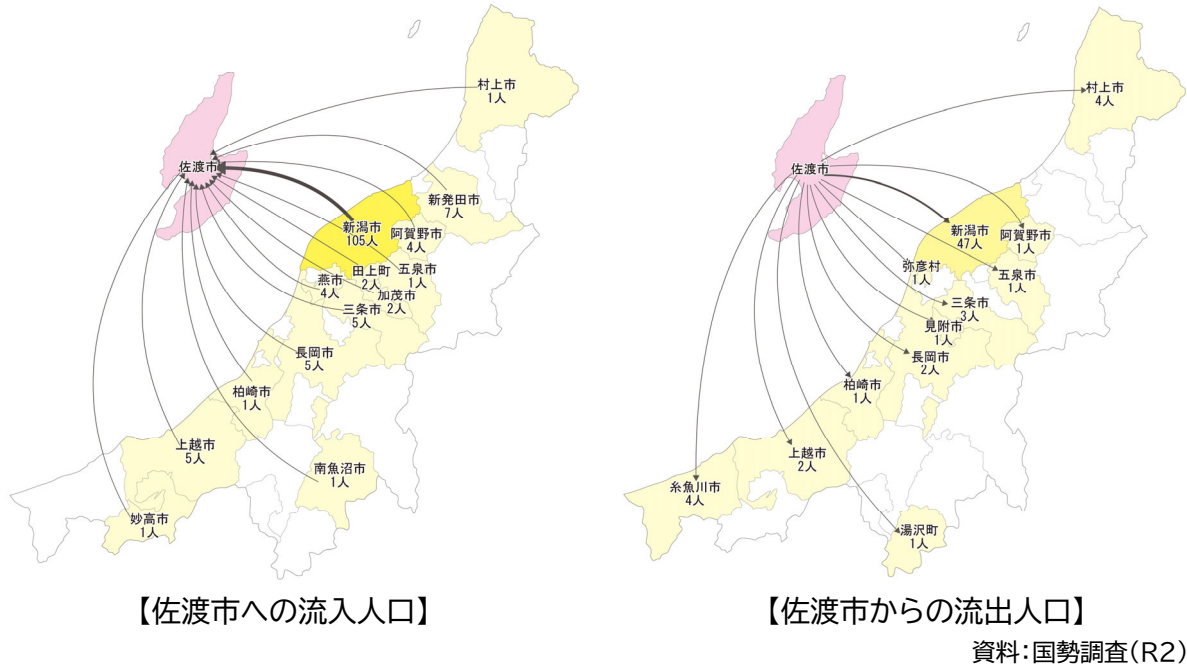 村上市
1人
佐渡市
新発田市
7人
新潟市
105人
阿賀野市
4人
五泉市
1人
田上町
2人
燕市
4人
加茂市
2人
三条市
5人
長岡市
5人
柏崎市
1人
上越市
5人
南魚沼市
1人
妙高市
1人
【佐渡市への流入人口】
村上市
4人
佐渡市
新潟市
47人
阿賀野市
1人
弥彦村
1人
五泉市
1人
三条市
3人
見附市
1人
長岡市
2人
柏崎市
1人
上越市
2人
糸魚川市
4人
湯沢町
1人
【佐渡市からの流出人口】
資料:国勢調査(R2)